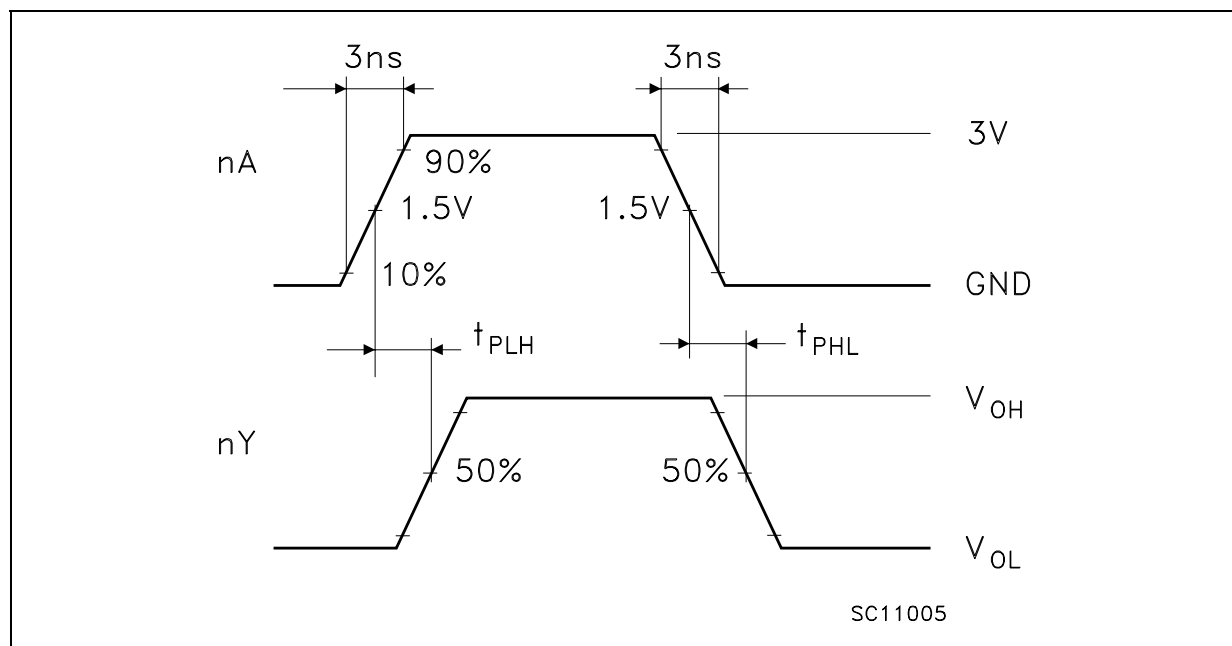 3ns 3ns
3V
nA
90%
1.5V 1.5V
10%
GND
tPLH tPHL
VOH
nY
50% 50%
VOL
SC11005